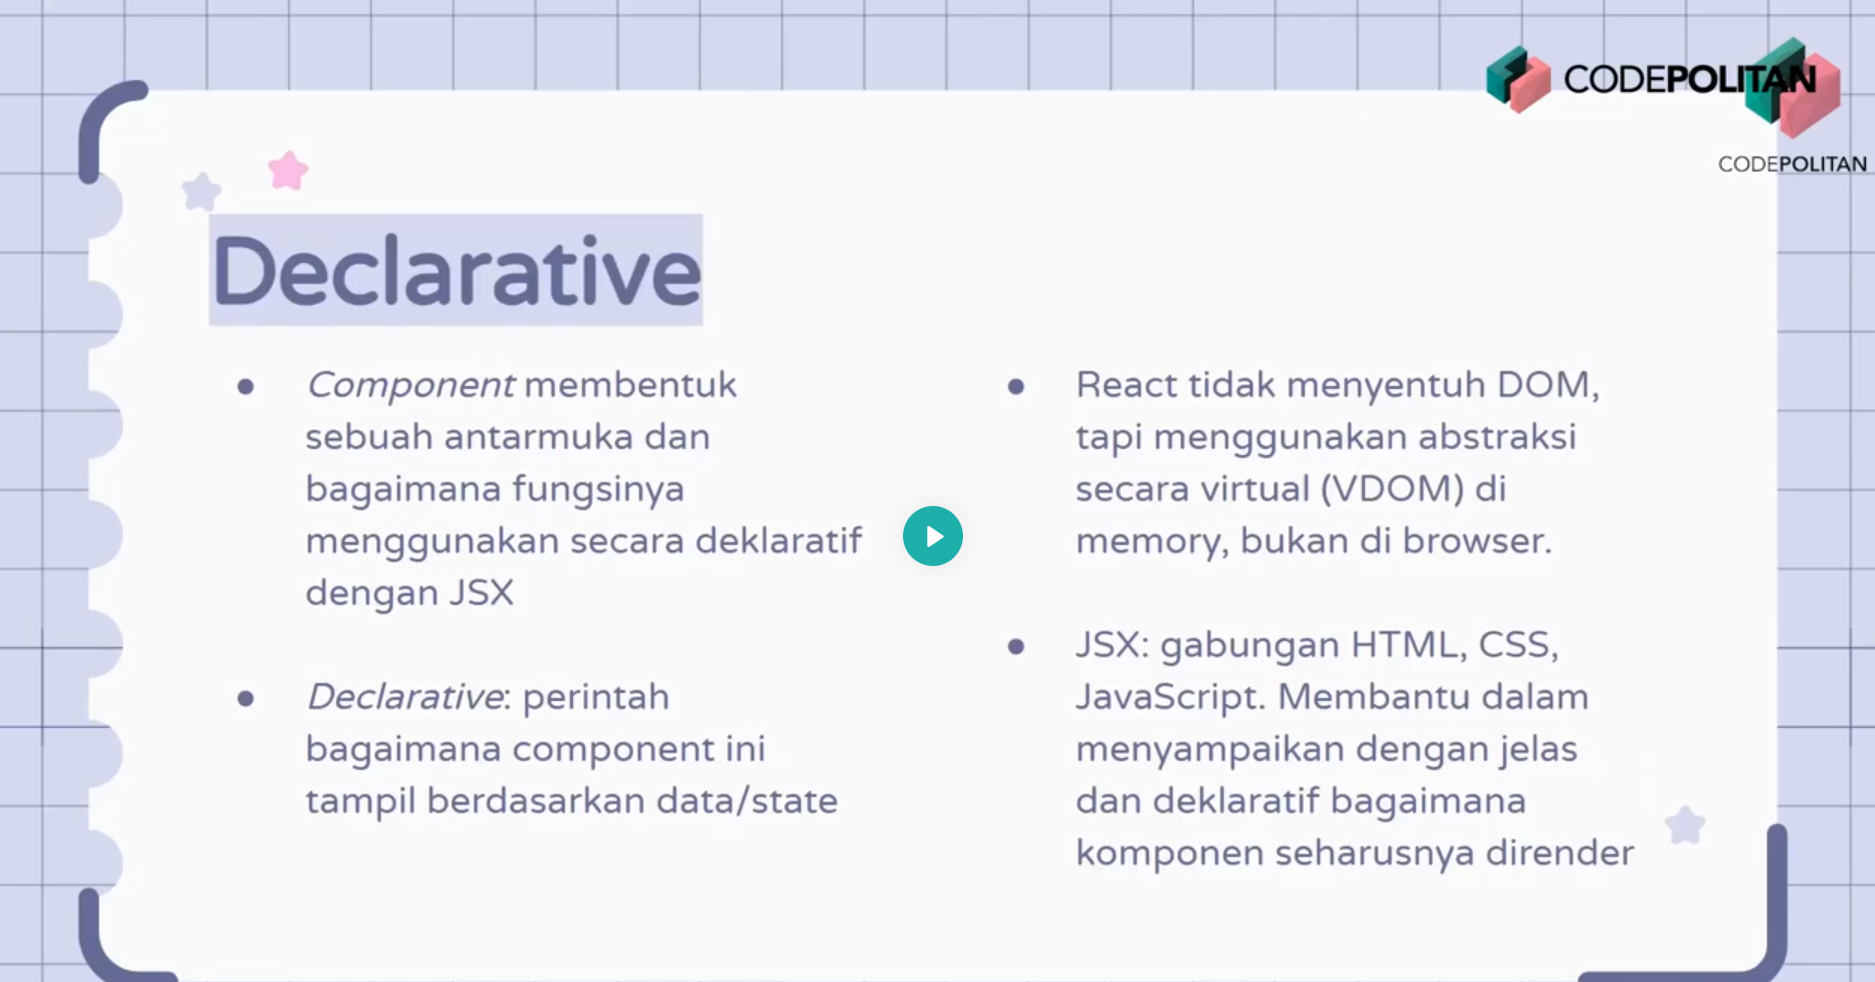 CODEPOLITAN
CODEPOLITAN
Declarative
Component membentuk
sebuah antarmuka dan
bagaimana fungsinya
menggunakan secara deklaratif
dengan JSX
Declarative: perintah
bagaimana component ini
tampil berdasarkan data/state
React tidak menyentuh DOM,
tapi menggunakan abstraksi
secara virtual (VDOM) di
memory, bukan di browser.
JSX: gabungan HTML, CSS,
JavaScript. Membantu dalam
menyampaikan dengan jelas
dan deklaratif bagaimana
komponen seharusnya dirender